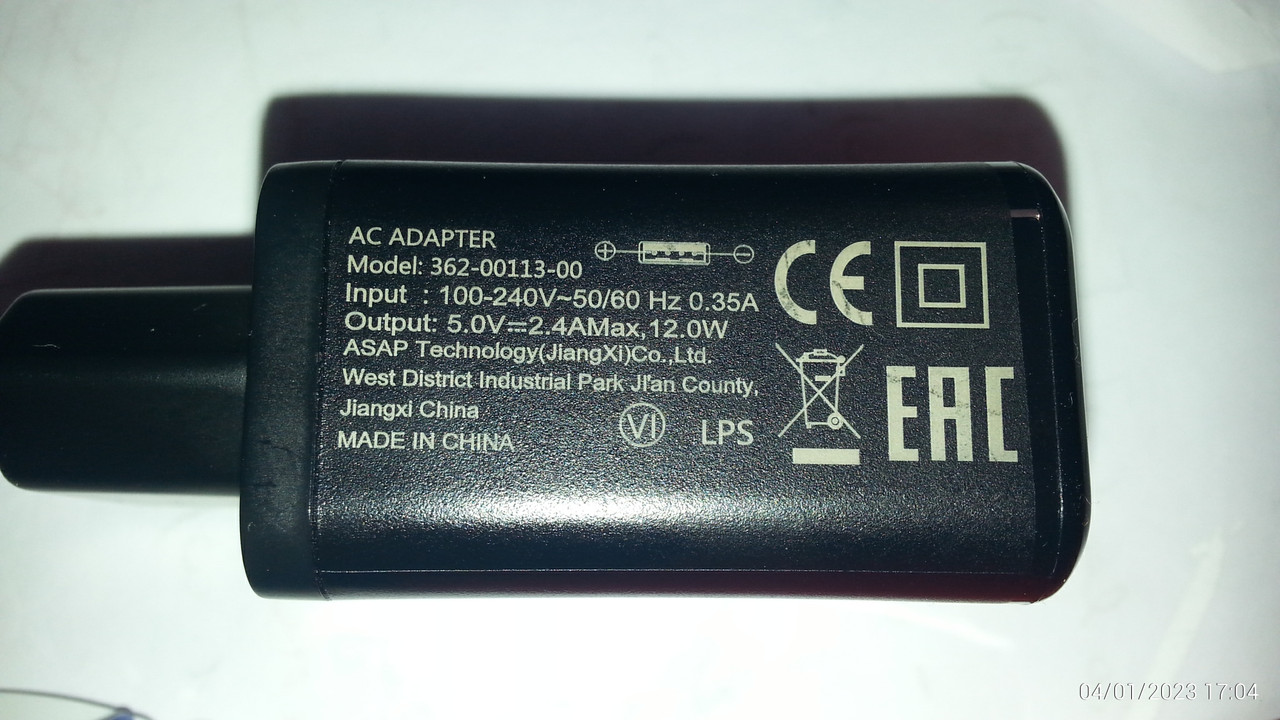 AC ADAPTER
Model: 362-00113-00
Input : 100-240V~50/60 Hz 0.35A
Output: 5.0V⎓2.4AMax,12.0W
ASAP Technology(JiangXi)Co.,Ltd.
West District Industrial Park JI'an County,
Jiangxi China
MADE IN CHINA
VI
LPS
CE
EAC
04/01/2023 17:04